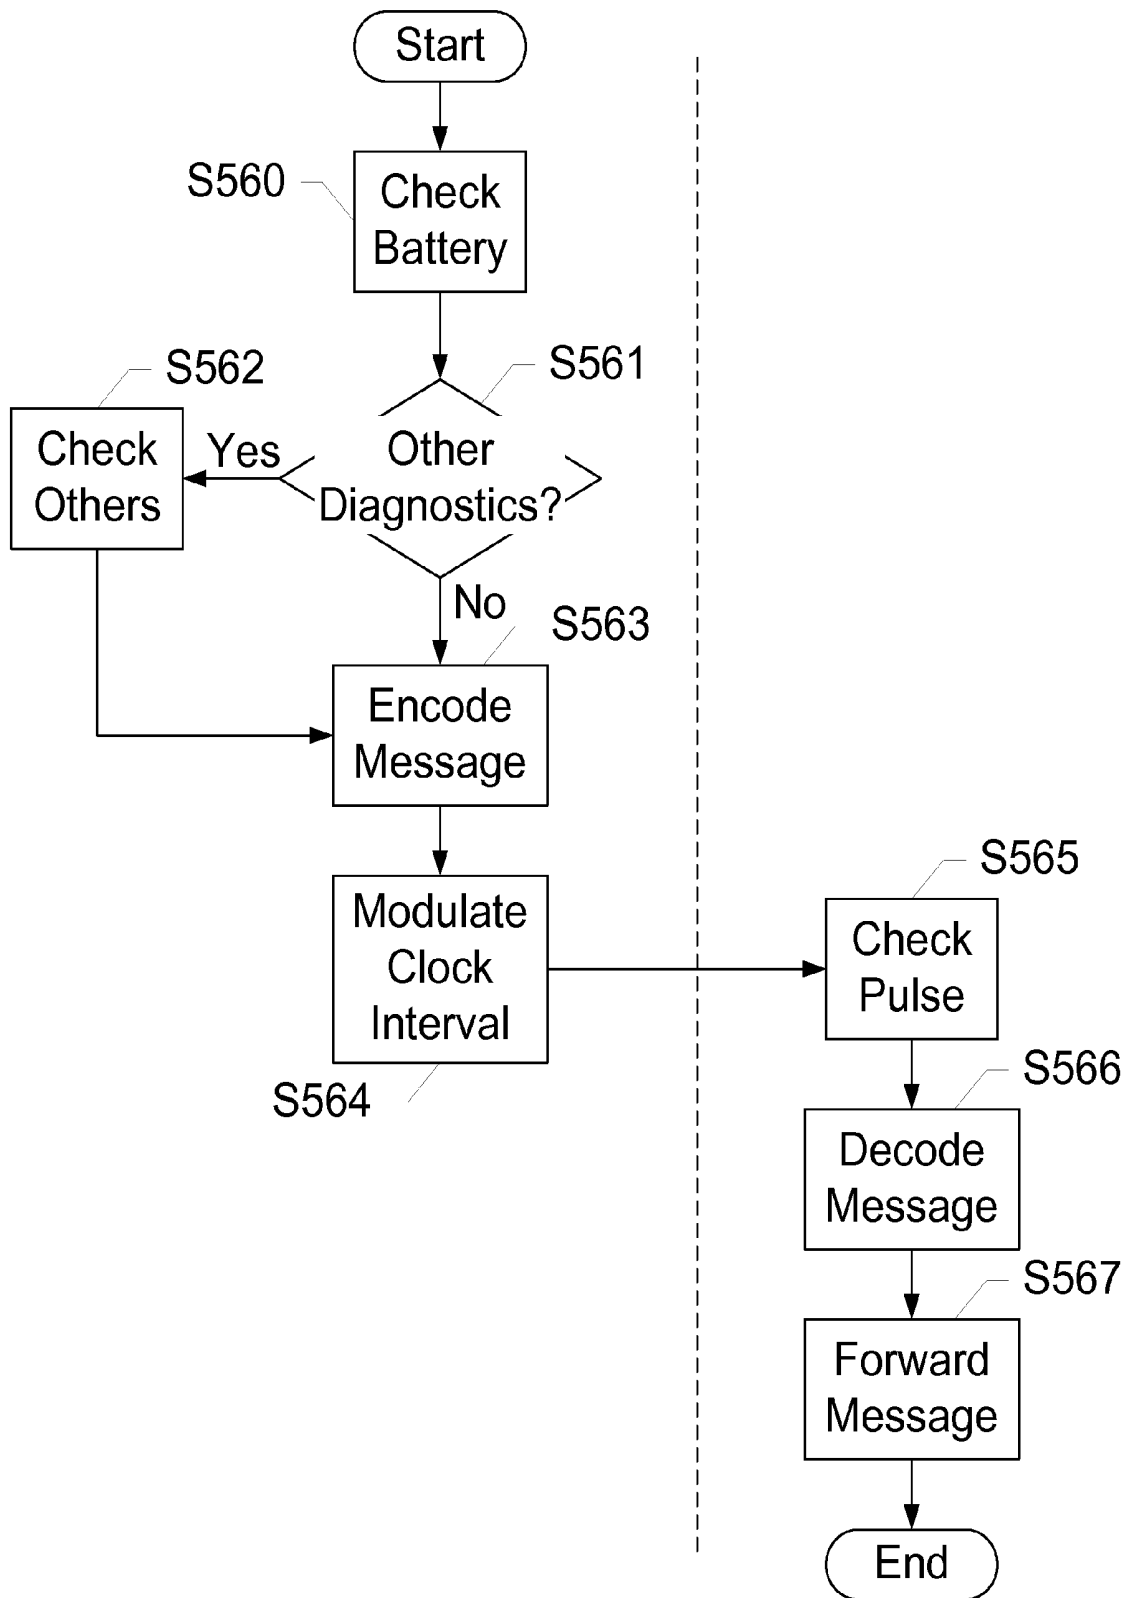 Start
S560
Check
Battery
S562
S561
Check
Others
Yes
Other
Diagnostics?
No
S563
Encode
Message
Modulate
Clock
Interval
S564
S565
Check
Pulse
S566
Decode
Message
S567
Forward
Message
End